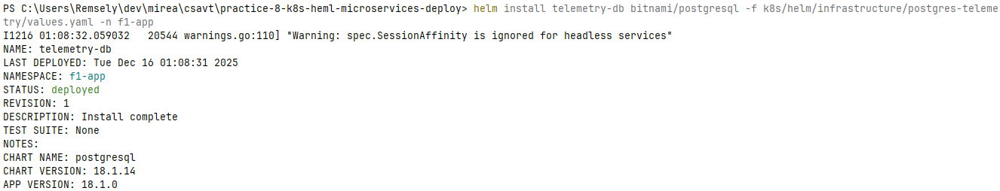 PS C:\Users\Remsely\dev\mirea\csavt\practice-8-k8s-heml-microservices-deploy> helm install telemetry-db bitnami/postgresql -f k8s/helm/infrastructure/postgres-teleme
try/values.yaml -n f1-app
I1216 01:08:32.059032   20544 warnings.go:110] "Warning: spec.SessionAffinity is ignored for headless services"
NAME: telemetry-db
LAST DEPLOYED: Tue Dec 16 01:08:31 2025
NAMESPACE: f1-app
STATUS: deployed
REVISION: 1
DESCRIPTION: Install complete
TEST SUITE: None
NOTES:
CHART NAME: postgresql
CHART VERSION: 18.1.14
APP VERSION: 18.1.0